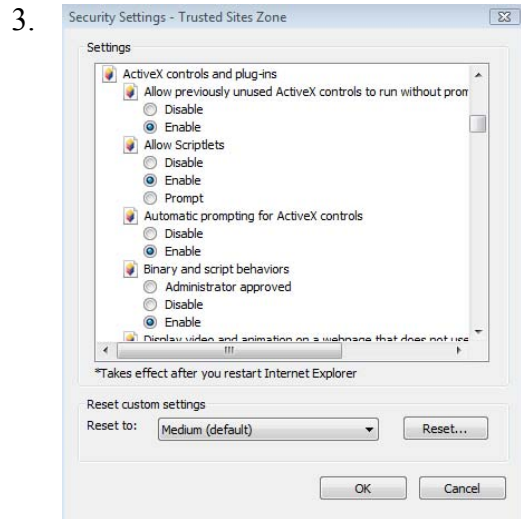 3.
Security Settings - Trusted Sites Zone
Settings
ActiveX controls and plug-ins
Allow previously unused ActiveX controls to run without prom
Disable
Enable
Allow Scriptlets
Disable
Enable
Prompt
Automatic prompting for ActiveX controls
Disable
Enable
Binary and script behaviors
Administrator approved
Disable
Enable
Display video and animation on a webpage that does not use
*Takes effect after you restart Internet Explorer
Reset custom settings
Reset to:
Medium (default)
Reset...
OK
Cancel